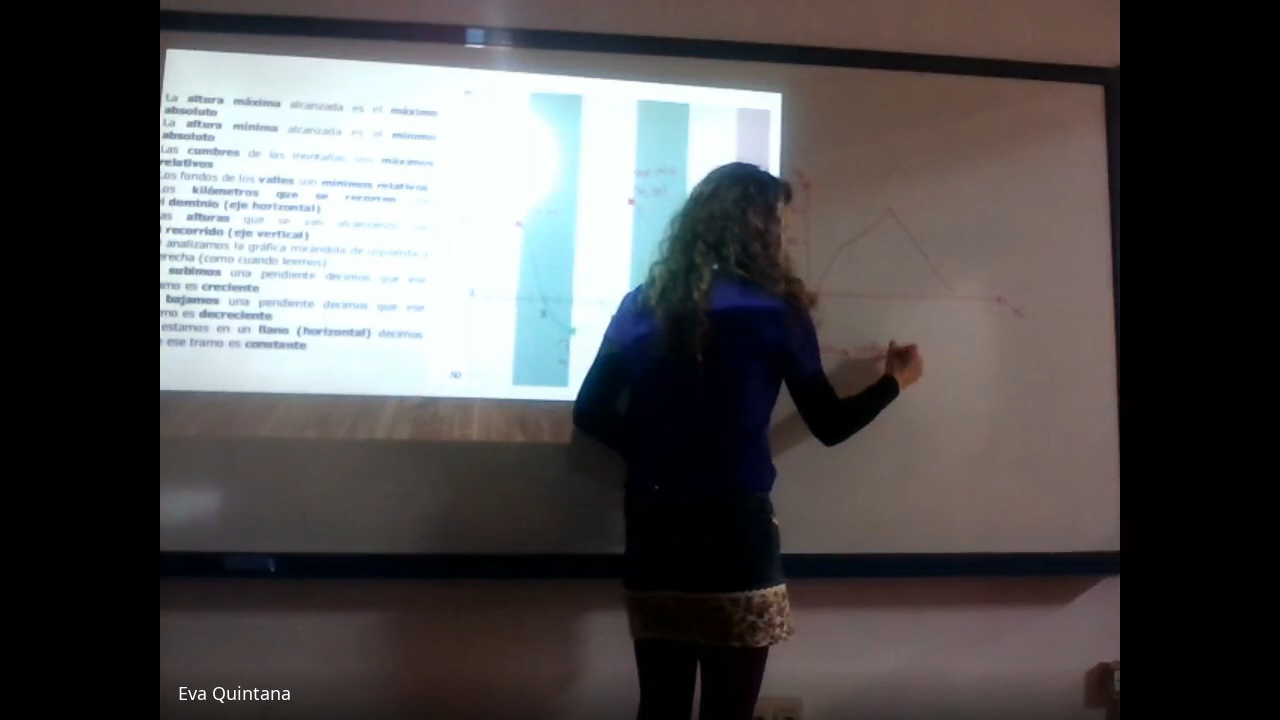 La altura máxima alcanzada es el máximo
absoluto
La altura mínima alcanzada es el mínimo
absoluto
Las cumbres de las montañas son máximos
relativos
Los fondos de los valles son mínimos relativos
Los kilómetros que se recorren
dominio (eje horizontal)
as alturas que se van alcanzando
recorrido (eje vertical)
analizamos la gráfica mirándola de izquierda
erecha (como cuando leemos)
subimos una pendiente decimos que ese
mo es creciente
bajamos una pendiente decimos que ese
mo es decreciente
estamos en un llano (horizontal) decimos
ese tramo es constante
Eva Quintana